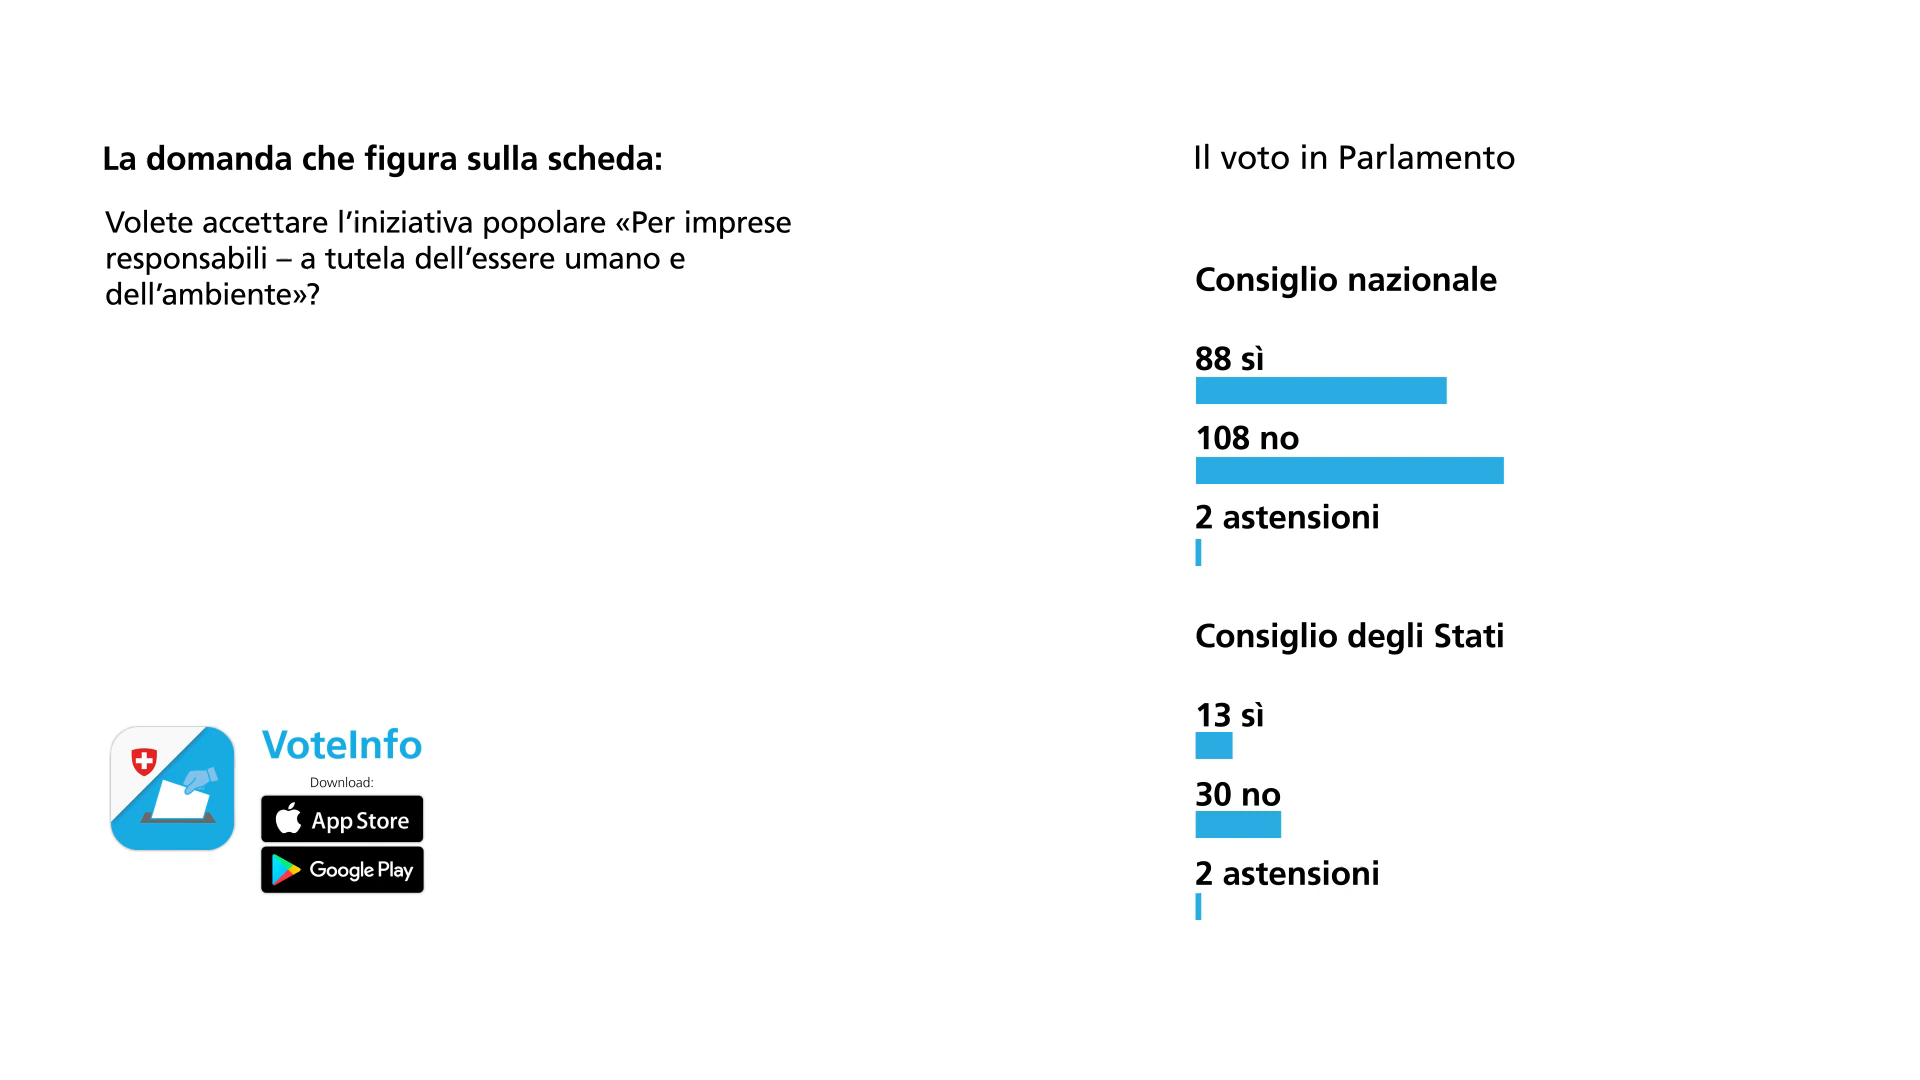 La domanda che figura sulla scheda:
Volete accettare l’iniziativa popolare «Per imprese
responsabili – a tutela dell’essere umano e
dell’ambiente»?
VoteInfo
Download:
App Store
Google Play
Il voto in Parlamento
Consiglio nazionale
88 sì
108 no
2 astensioni
Consiglio degli Stati
13 sì
30 no
2 astensioni